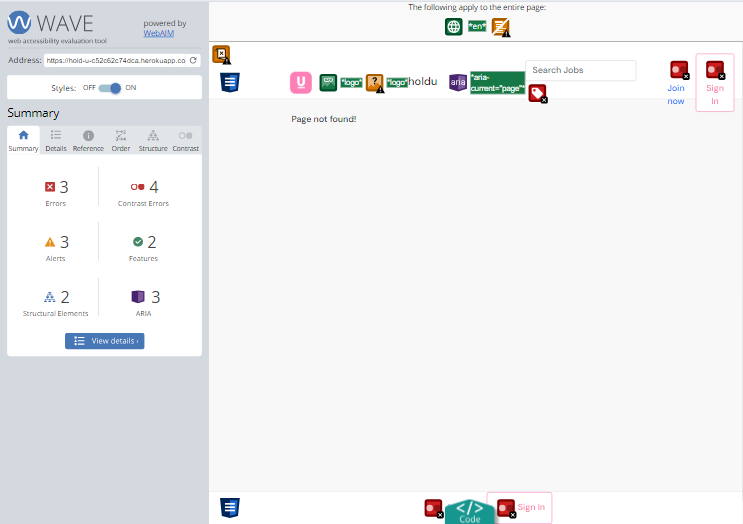 The following apply to the entire page:
WAVE
powered by
WebAIM
web accessibility evaluation tool
*en*
Address: https://hold-u-c52c62c74dca.herokuapp.co
Styles: OFF ON
Summary
Summary Details Reference Order Structure Contrast
3 Errors
4 Contrast Errors
3 Alerts
2 Features
2 Structural Elements
3 ARIA
View details ›
U
*logo*
*logo*
holdu
aria
*aria-current="page"*
Search Jobs
Join now
Sign In
Page not found!
</>
Code
Sign In